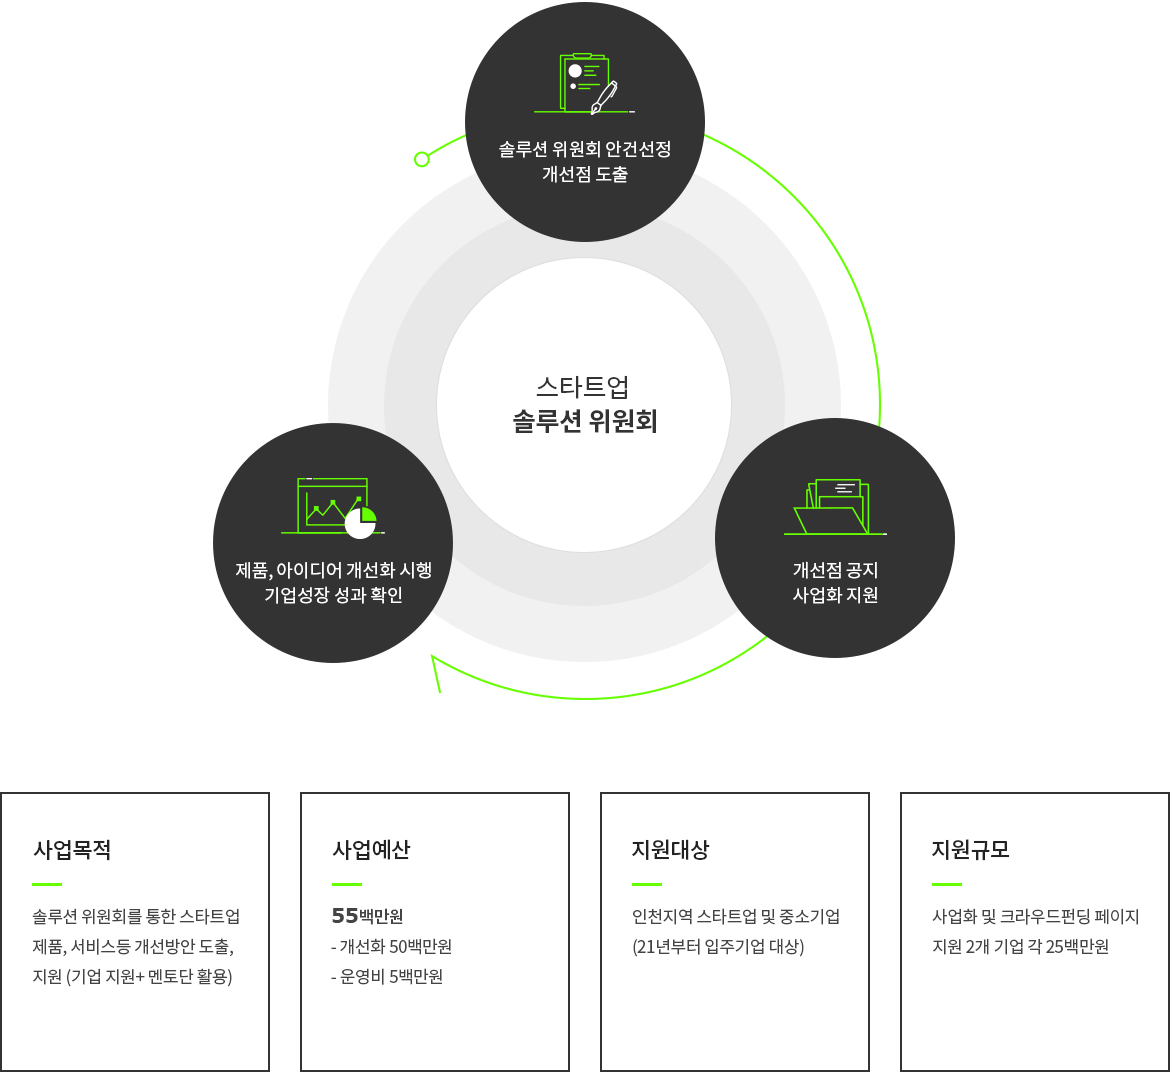 솔루션 위원회 안건선정
개선점 도출
스타트업
솔루션 위원회
제품, 아이디어 개선화 시행
기업성장 성과 확인
개선점 공지
사업화 지원
사업목적
솔루션 위원회를 통한 스타트업
제품, 서비스등 개선방안 도출,
지원 (기업 지원+ 멘토단 활용)
사업예산
55백만원
- 개선화 50백만원
- 운영비 5백만원
지원대상
인천지역 스타트업 및 중소기업
(21년부터 입주기업 대상)
지원규모
사업화 및 크라우드펀딩 페이지
지원 2개 기업 각 25백만원